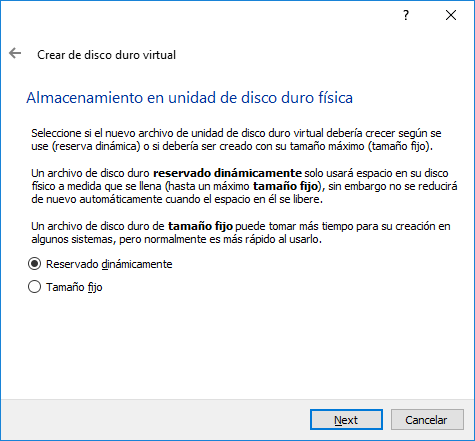 ?
Crear de disco duro virtual
Almacenamiento en unidad de disco duro física
Seleccione si el nuevo archivo de unidad de disco duro virtual debería crecer según se
use (reserva dinámica) o si debería ser creado con su tamaño máximo (tamaño fijo).
Un archivo de disco duro reservado dinámicamente solo usará espacio en su disco
físico a medida que se llena (hasta un máximo tamaño fijo), sin embargo no se reducirá
de nuevo automáticamente cuando el espacio en él se libere.
Un archivo de disco duro de tamaño fijo puede tomar más tiempo para su creación en
algunos sistemas, pero normalmente es más rápido al usarlo.
Reservado dinámicamente
Tamaño fijo
Next
Cancelar